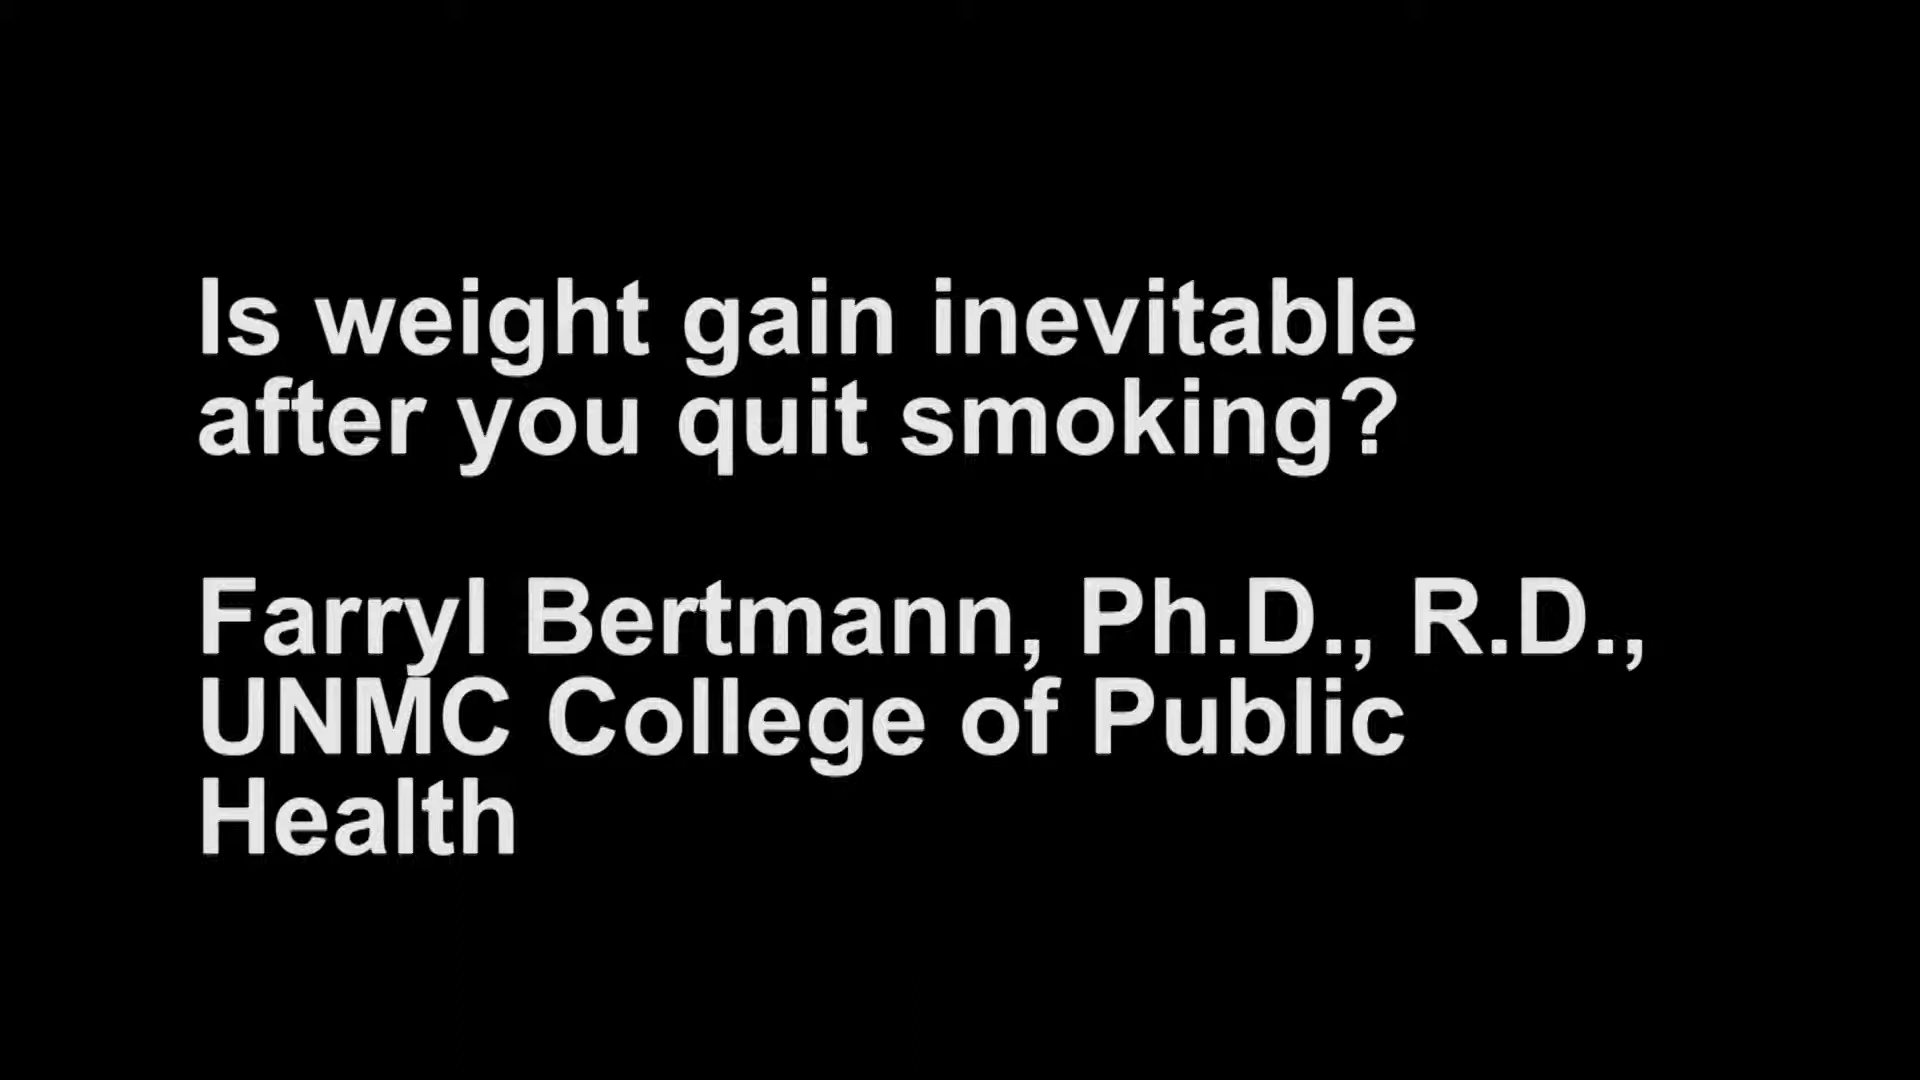 Is weight gain inevitable
after you quit smoking?
Farryl Bertmann, Ph.D., R.D.,
UNMC College of Public
Health